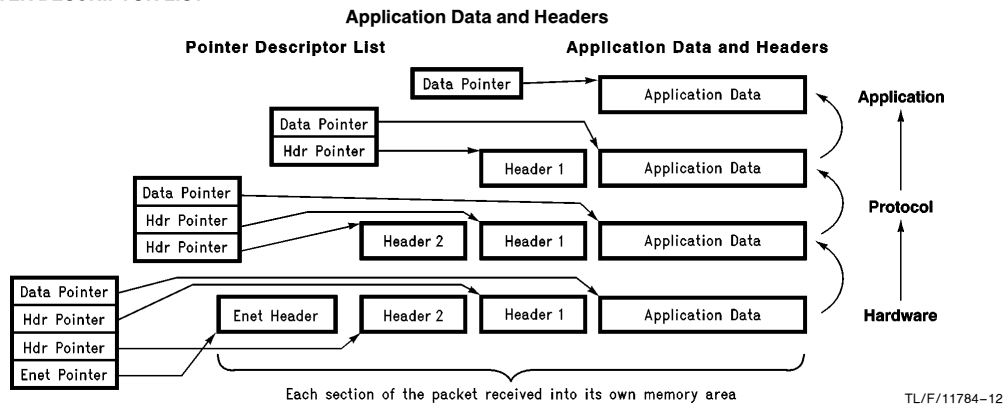 Application Data and Headers
Pointer Descriptor List
Application Data and Headers
Data Pointer
Application Data
Application
Data Pointer
Hdr Pointer
Header 1
Application Data
Data Pointer
Hdr Pointer
Hdr Pointer
Header 2
Header 1
Application Data
Protocol
Data Pointer
Hdr Pointer
Hdr Pointer
Enet Pointer
Enet Header
Header 2
Header 1
Application Data
Hardware
Each section of the packet received into its own memory area
TL/F/11784–12